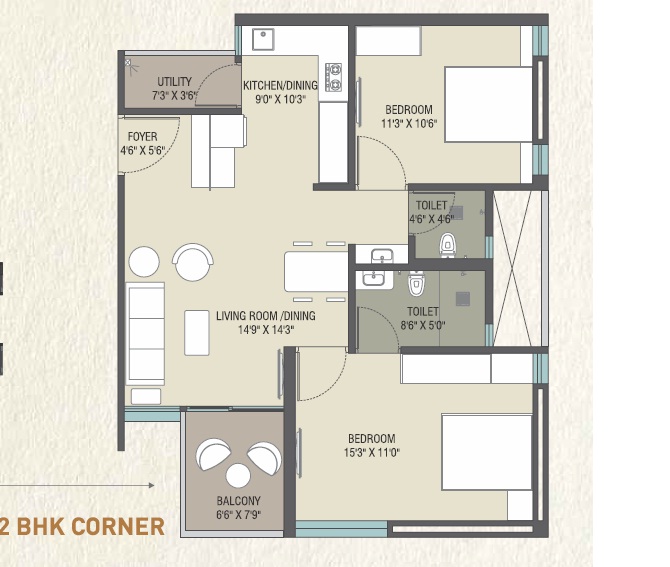 UTILITY
7'3" X 3'6"
KITCHEN/DINING
9'0" X 10'3"
BEDROOM
11'3" X 10'6"
FOYER
4'6" X 5'6"
TOILET
4'6" X 4'6"
LIVING ROOM /DINING
14'9" X 14'3"
TOILET
8'6" X 5'0"
BEDROOM
15'3" X 11'0"
BALCONY
6'6" X 7'9"
2 BHK CORNER